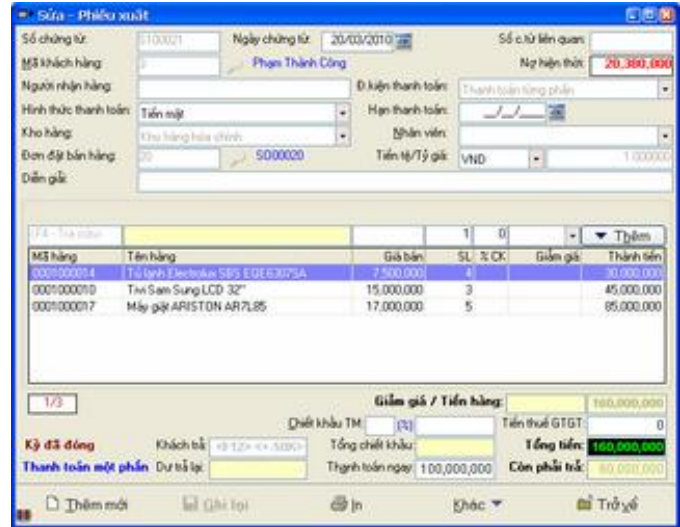 Sửa - Phiếu xuất
Số chứng từ: S100021 Ngày chứng từ: 20/03/2010 Số c.từ liên quan:
Mã khách hàng: 3 Phạm Thành Công Nợ hiện thời: 20,380,000
Người nhận hàng: Đ.kiện thanh toán: Thanh toán từng phần
Hình thức thanh toán: Tiền mặt Hạn thanh toán: __/__/____
Kho hàng: Kho hàng hóa chính Nhân viên:
Đơn đặt bán hàng: 20 SO00020 Tiền tệ/Tỷ giá: VND 1.000000
Diễn giải:
(F4 - Tra cứu) 1 0 Thêm
Mã hàng Tên hàng Giá bán SL % CK Giảm giá Thành tiền
0001000014 Tủ lạnh Electrolux SBS EQE6307SA 7,500,000 4 30,000,000
0001000010 Tivi Sam Sung LCD 32" 15,000,000 3 45,000,000
0001000017 Máy giặt ARISTON AR7L85 17,000,000 5 85,000,000
1/3 Giảm giá / Tiền hàng: 160,000,000
Chiết khấu TM: (%) Tiền thuế GTGT: 0
Kỳ đã đóng Khách trả: Tổng chiết khấu: Tổng tiền: 160,000,000
Thanh toán một phần Dư trả lại: Thanh toán ngay: 100,000,000 Còn phải trả: 60,000,000
Thêm mới Ghi lại In Khác Trở về